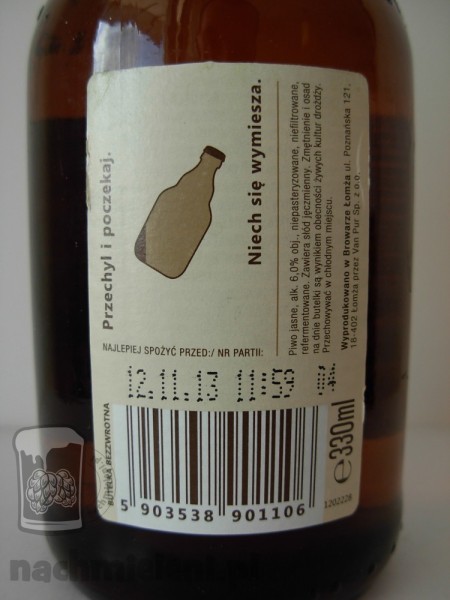 Przechyl i poczekaj.
Niech się wymiesza.
Piwo jasne, alk. 6,0% obj., niepasteryzowane, niefiltrowane,
refermentowane. Zawiera słód jęczmienny. Zmętnienie i osad
na dnie butelki są wynikiem obecności żywych kultur drożdży.
Przechowywać w chłodnym miejscu.
Wyprodukowano w Browarze Łomża ul. Poznańska 121,
18-402 Łomża przez Van Pur Sp. z o.o.
NAJLEPIEJ SPOŻYĆ PRZED:/ NR PARTII:
12.11.13 11:59
BUTELKA BEZZWROTNA
℮330ml
5 903538 901106
1202226
nachmieleni.pl